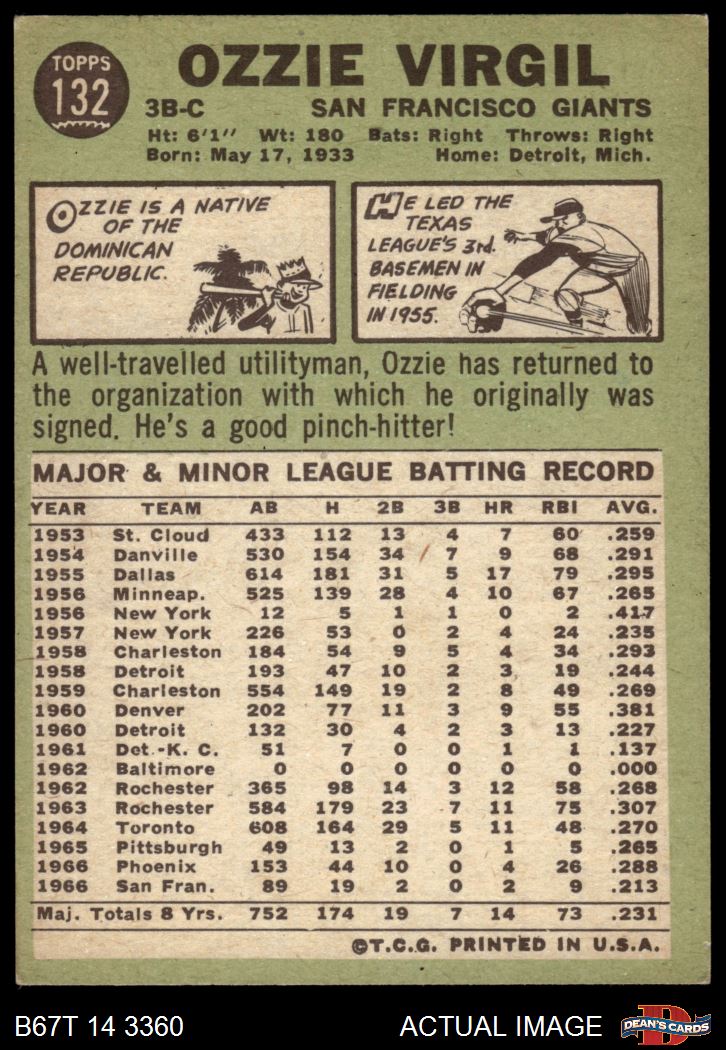 TOPPS
132
OZZIE VIRGIL
3B-C SAN FRANCISCO GIANTS
Ht: 6'1" Wt: 180 Bats: Right Throws: Right
Born: May 17, 1933 Home: Detroit, Mich.
OZZIE IS A NATIVE
OF THE
DOMINICAN
REPUBLIC.
HE LED THE
TEXAS
LEAGUE'S 3rd.
BASEMEN IN
FIELDING
IN 1955.
A well-travelled utilityman, Ozzie has returned to
the organization with which he originally was
signed. He's a good pinch-hitter!
MAJOR & MINOR LEAGUE BATTING RECORD
YEAR TEAM AB H 2B 3B HR RBI AVG.
1953 St. Cloud 433 112 13 4 7 60 .259
1954 Danville 530 154 34 7 9 68 .291
1955 Dallas 614 181 31 5 17 79 .295
1956 Minneap. 525 139 28 4 10 67 .265
1956 New York 12 5 1 1 0 2 .417
1957 New York 226 53 0 2 4 24 .235
1958 Charleston 184 54 9 5 4 34 .293
1958 Detroit 193 47 10 2 3 19 .244
1959 Charleston 554 149 19 2 8 49 .269
1960 Denver 202 77 11 3 9 55 .381
1960 Detroit 132 30 4 2 3 13 .227
1961 Det.-K. C. 51 7 0 0 1 1 .137
1962 Baltimore 0 0 0 0 0 0 .000
1962 Rochester 365 98 14 3 12 58 .268
1963 Rochester 584 179 23 7 11 75 .307
1964 Toronto 608 164 29 5 11 48 .270
1965 Pittsburgh 49 13 2 0 1 5 .265
1966 Phoenix 153 44 10 0 4 26 .288
1966 San Fran. 89 19 2 0 2 9 .213
Maj. Totals 8 Yrs. 752 174 19 7 14 73 .231
©T.C.G. PRINTED IN U.S.A.
B67T 14 3360 ACTUAL IMAGE
D
DEAN'S CARDS